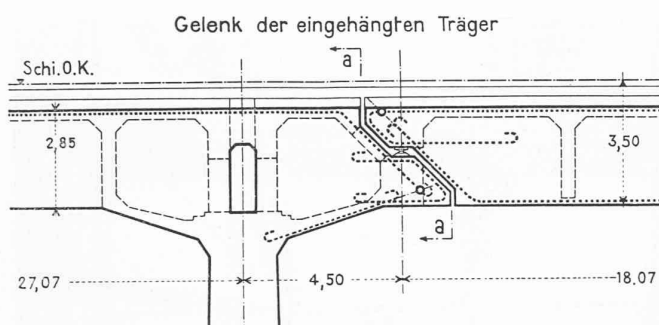 Gelenk der eingehängten Träger
a
Schi.O.K.
2,85
3,50
a
27,07
4,50
18.07